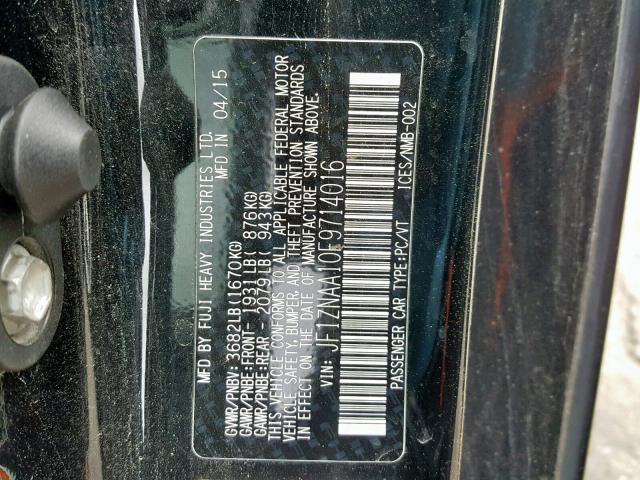 MFD BY FUJI HEAVY INDUSTRIES LTD.
MFD IN 04/15
GVWR/PNBV: 3682LB(1670KG)
GAWR/PNBE:FRONT- 1931LB( 876KG)
GAWR/PNBE:REAR - 2079LB( 943KG)
THIS VEHICLE CONFORMS TO ALL APPLICABLE FEDERAL MOTOR
VEHICLE SAFETY, BUMPER, AND THEFT PREVENTION STANDARDS
IN EFFECT ON THE DATE OF MANUFACTURE SHOWN ABOVE.
VIN: JF1ZNAA10F9714016
PASSENGER CAR TYPE:PC/VT ICES/NMB-002